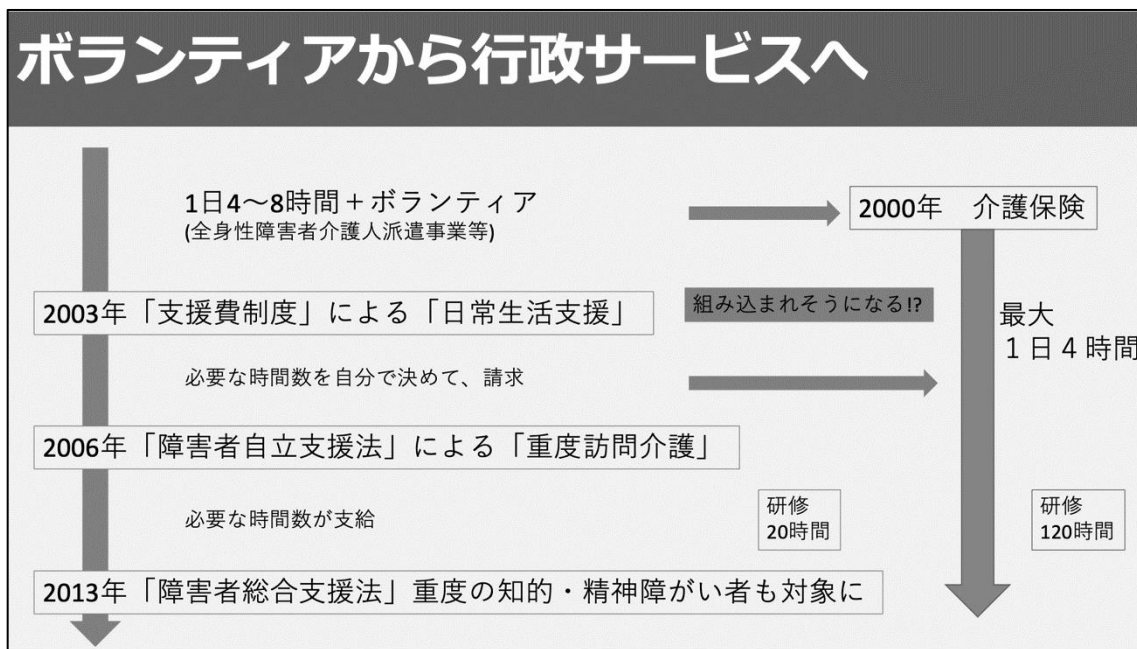 ボランティアから行政サービスへ
1日4～8時間＋ボランティア
(全身性障害者介護人派遣事業等)
2000年　介護保険
2003年「支援費制度」による「日常生活支援」
組み込まれそうになる!?
最大
１日４時間
必要な時間数を自分で決めて、請求
2006年「障害者自立支援法」による「重度訪問介護」
必要な時間数が支給
研修
20時間
研修
120時間
2013年「障害者総合支援法」重度の知的・精神障がい者も対象に